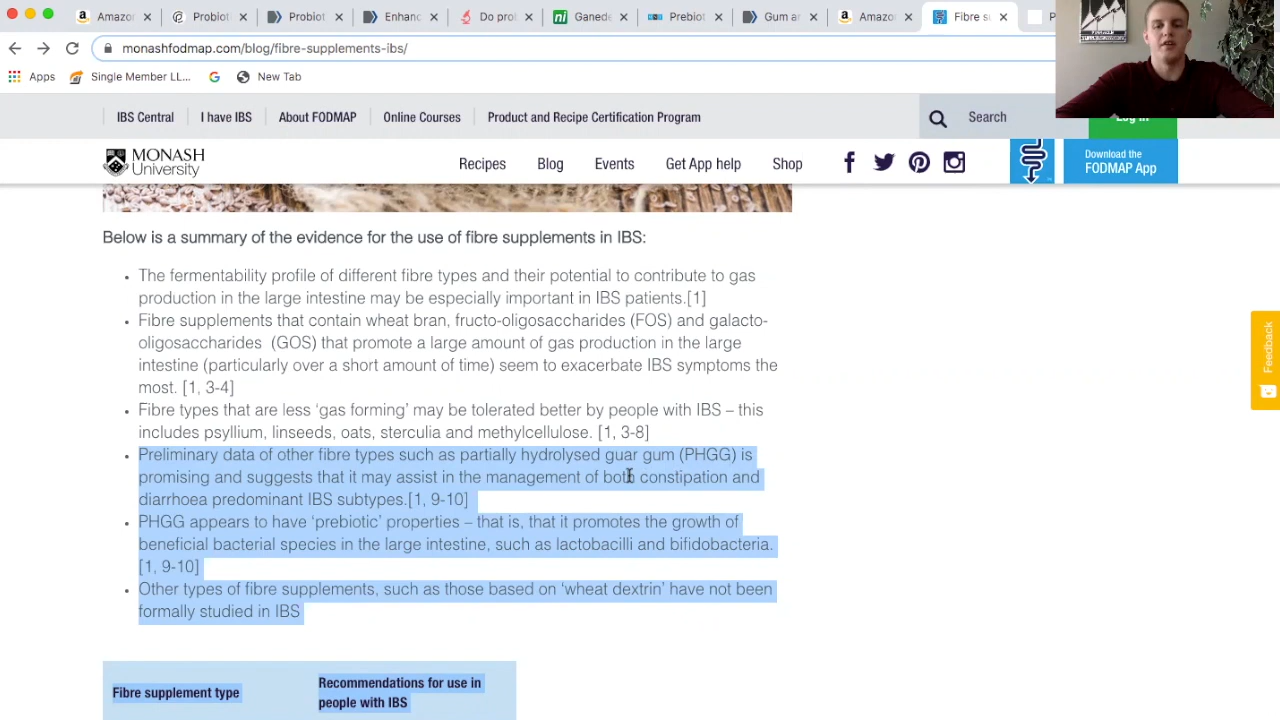 Amazo
Probiot
Probiot
Enhanc
Do prol
Ganede
Prebiot
Gum ar
Amazo
Fibre su
P
monashfodmap.com/blog/fibre-supplements-ibs/
Apps
Single Member LL...
New Tab
IBS Central
I have IBS
About FODMAP
Online Courses
Product and Recipe Certification Program
Search
Log in
MONASH
University
Recipes
Blog
Events
Get App help
Shop
Download the
FODMAP App
Below is a summary of the evidence for the use of fibre supplements in IBS:
The fermentability profile of different fibre types and their potential to contribute to gas
production in the large intestine may be especially important in IBS patients.[1]
Fibre supplements that contain wheat bran, fructo-oligosaccharides (FOS) and galacto-
oligosaccharides (GOS) that promote a large amount of gas production in the large
intestine (particularly over a short amount of time) seem to exacerbate IBS symptoms the
most. [1, 3-4]
Fibre types that are less ‘gas forming’ may be tolerated better by people with IBS – this
includes psyllium, linseeds, oats, sterculia and methylcellulose. [1, 3-8]
Preliminary data of other fibre types such as partially hydrolysed guar gum (PHGG) is
promising and suggests that it may assist in the management of both constipation and
diarrhoea predominant IBS subtypes.[1, 9-10]
PHGG appears to have ‘prebiotic’ properties – that is, that it promotes the growth of
beneficial bacterial species in the large intestine, such as lactobacilli and bifidobacteria.
[1, 9-10]
Other types of fibre supplements, such as those based on ‘wheat dextrin’ have not been
formally studied in IBS
Fibre supplement type
Recommendations for use in
people with IBS
Feedback